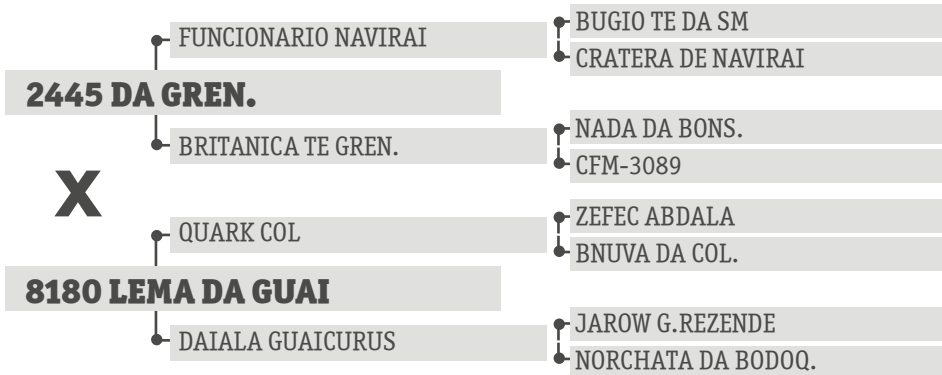 BUGIO TE DA SM
FUNCIONARIO NAVIRAI
CRATERA DE NAVIRAI
2445 DA GREN.
NADA DA BONS.
BRITANICA TE GREN.
CFM-3089
X
ZEFEC ABDALA
QUARK COL
BNUVA DA COL.
8180 LEMA DA GUAI
JAROW G.REZENDE
DAIALA GUAICURUS
NORCHATA DA BODOQ.